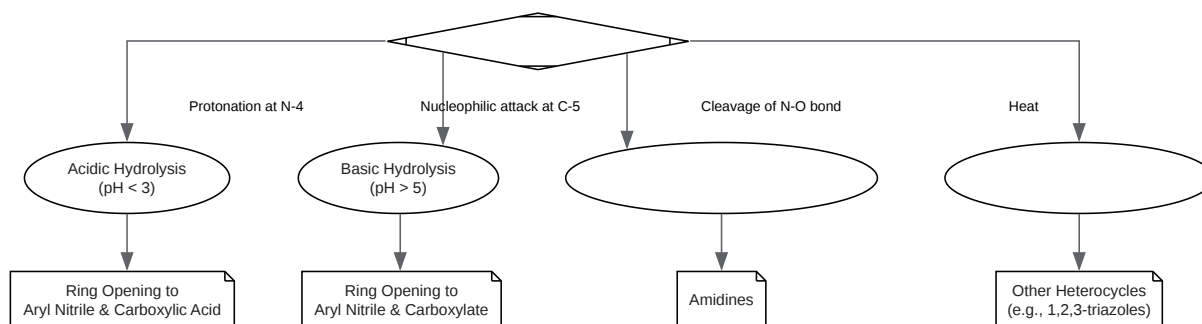 Protonation at N-4
Nucleophilic attack at C-5
Cleavage of N-O bond
Heat
Acidic Hydrolysis
(pH < 3)
Basic Hydrolysis
(pH > 5)
Ring Opening to
Aryl Nitrile & Carboxylic Acid
Ring Opening to
Aryl Nitrile & Carboxylate
Amidines
Other Heterocycles
(e.g., 1,2,3-triazoles)